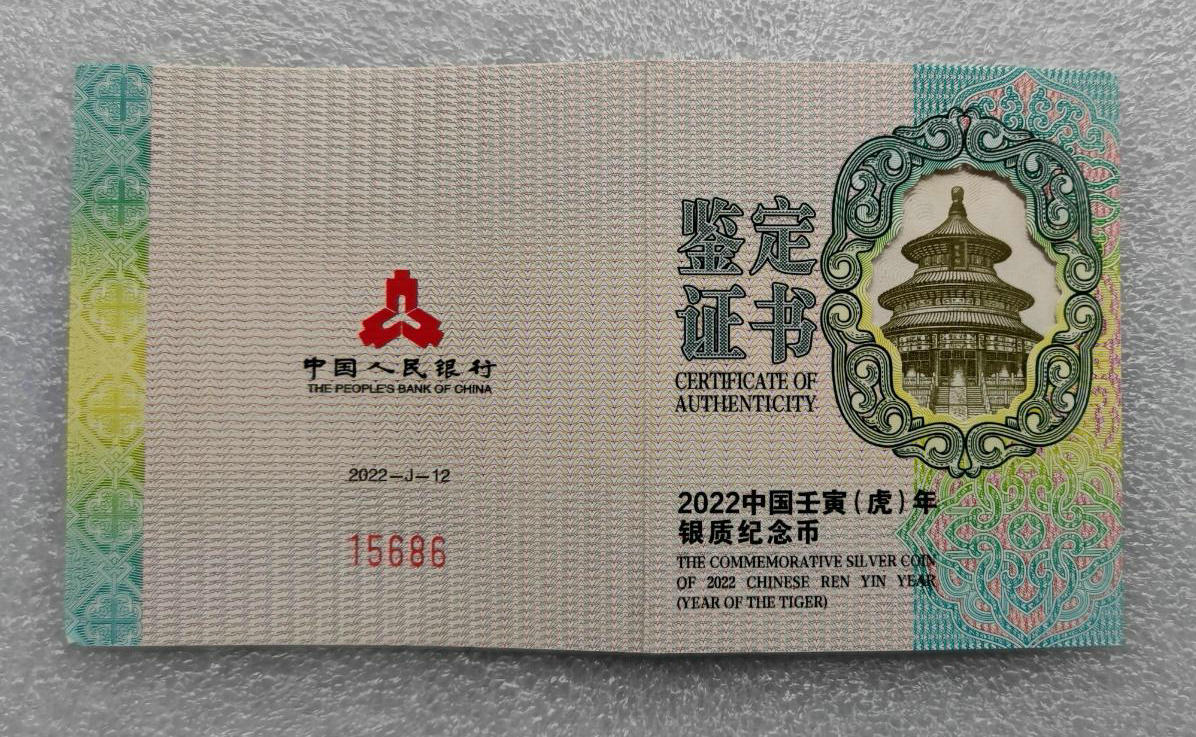 中国人民银行
THE PEOPLE'S BANK OF CHINA
2022-J-12
15686
鉴定
证书
CERTIFICATE OF
AUTHENTICITY
2022中国壬寅(虎)年
银质纪念币
THE COMMEMORATIVE SILVER COIN
OF 2022 CHINESE REN YIN YEAR
(YEAR OF THE TIGER)